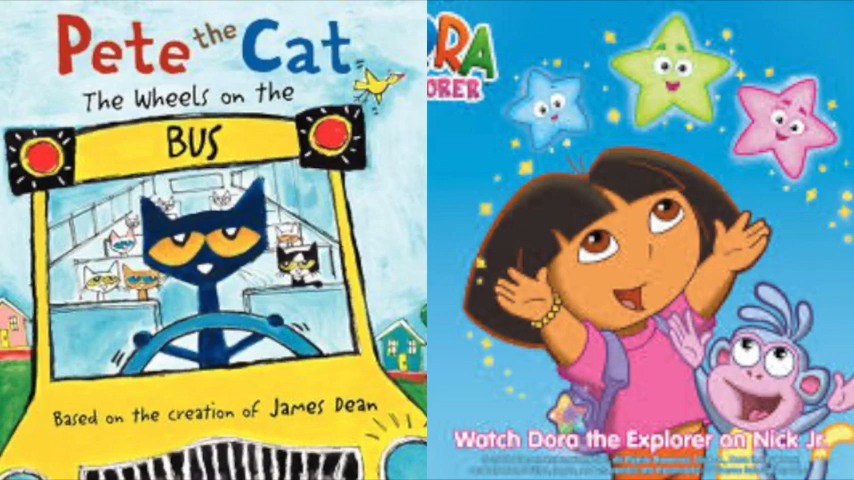 Pete the Cat
The Wheels on the
BUS
Based on the creation of James Dean
ORA
ORER
Watch Dora the Explorer on Nick Jr